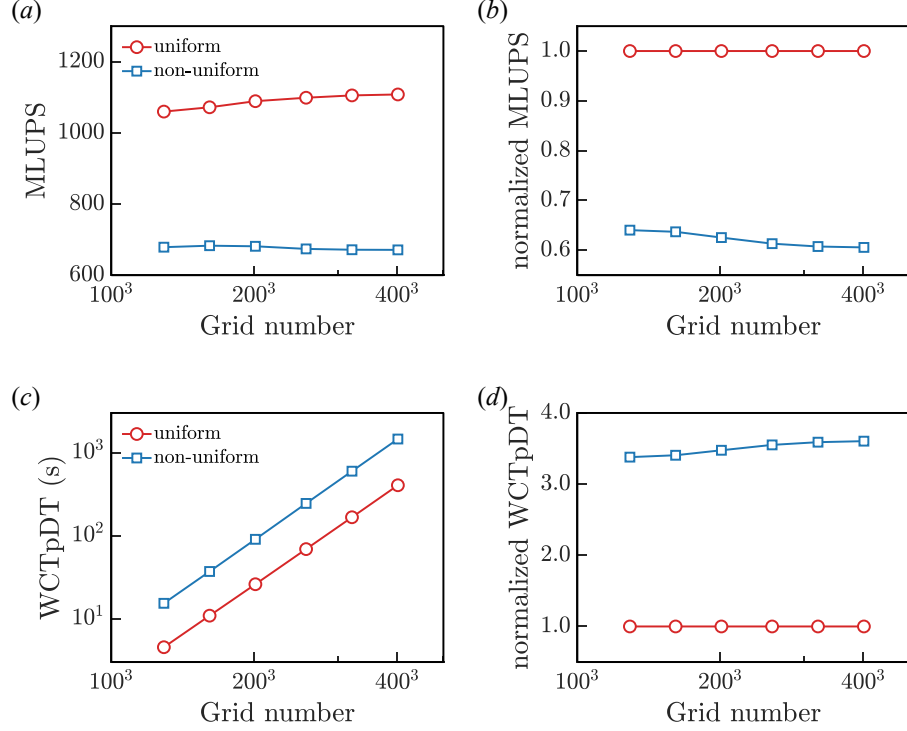 (a)
uniform
non-uniform
1200
1000
800
600
MLUPS
100³
200³
400³
Grid number
(b)
1.0
0.9
0.8
0.7
0.6
normalized MLUPS
100³
200³
400³
Grid number
(c)
uniform
non-uniform
10³
10²
10¹
WCTpDT (s)
100³
200³
400³
Grid number
(d)
4.0
3.0
2.0
1.0
normalized WCTpDT
100³
200³
400³
Grid number